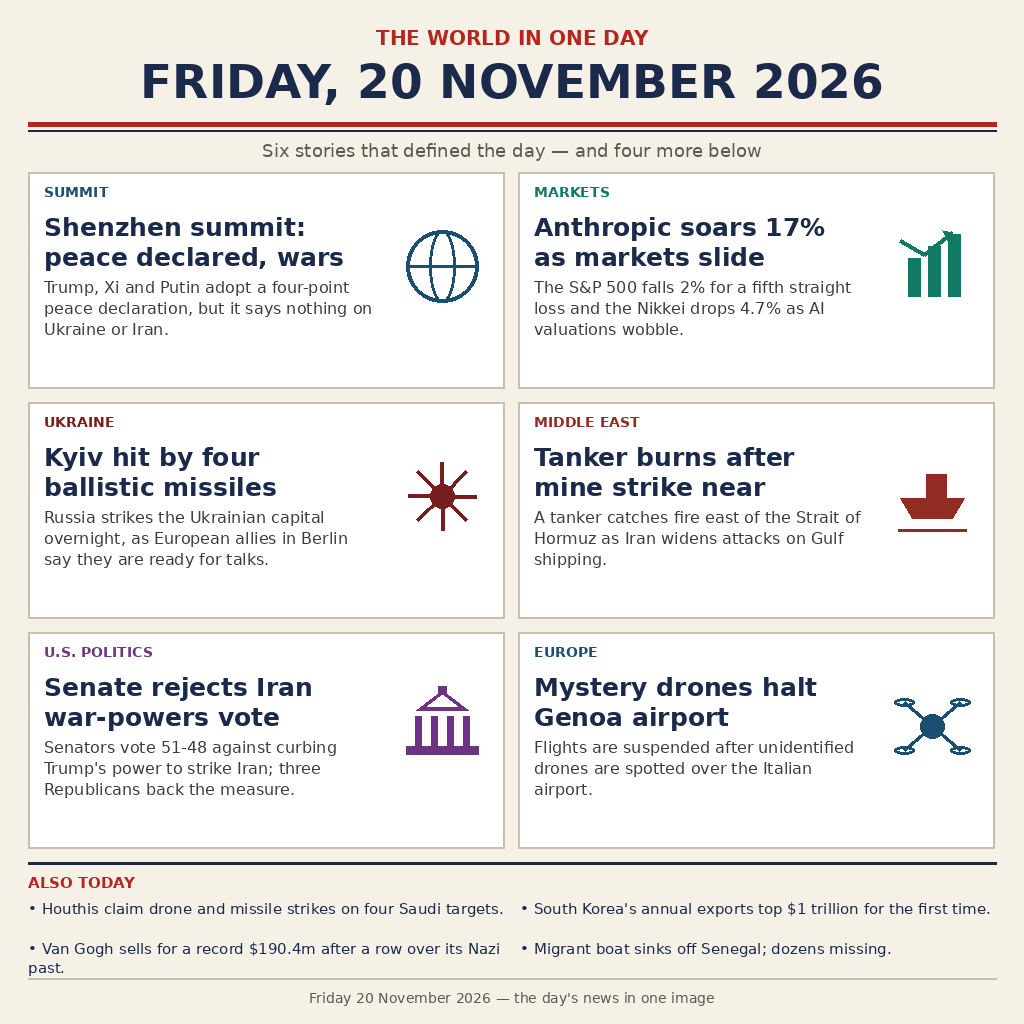 THE WORLD IN ONE DAY
FRIDAY, 20 NOVEMBER 2026
Six stories that defined the day — and four more below
SUMMIT
Shenzhen summit:
peace declared, wars
Trump, Xi and Putin adopt a four-point
peace declaration, but it says nothing on
Ukraine or Iran.
MARKETS
Anthropic soars 17%
as markets slide
The S&P 500 falls 2% for a fifth straight
loss and the Nikkei drops 4.7% as AI
valuations wobble.
UKRAINE
Kyiv hit by four
ballistic missiles
Russia strikes the Ukrainian capital
overnight, as European allies in Berlin
say they are ready for talks.
MIDDLE EAST
Tanker burns after
mine strike near
A tanker catches fire east of the Strait of
Hormuz as Iran widens attacks on Gulf
shipping.
U.S. POLITICS
Senate rejects Iran
war-powers vote
Senators vote 51-48 against curbing
Trump's power to strike Iran; three
Republicans back the measure.
EUROPE
Mystery drones halt
Genoa airport
Flights are suspended after unidentified
drones are spotted over the Italian
airport.
ALSO TODAY
• Houthis claim drone and missile strikes on four Saudi targets.
• South Korea's annual exports top $1 trillion for the first time.
• Van Gogh sells for a record $190.4m after a row over its Nazi
past.
• Migrant boat sinks off Senegal; dozens missing.
Friday 20 November 2026 — the day's news in one image